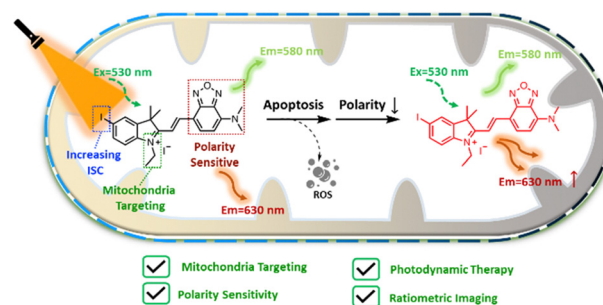 Ex=530 nm
Em=580 nm
N
O
N
N
I
N+
I−
Increasing
ISC
Mitochondria
Targeting
Polarity
Sensitive
Em=630 nm
Apoptosis
Polarity ↓
ROS
Ex=530 nm
Em=580 nm
N
O
N
N
I
N+
I−
Em=630 nm ↑
Mitochondria Targeting
Photodynamic Therapy
Polarity Sensitivity
Ratiometric Imaging